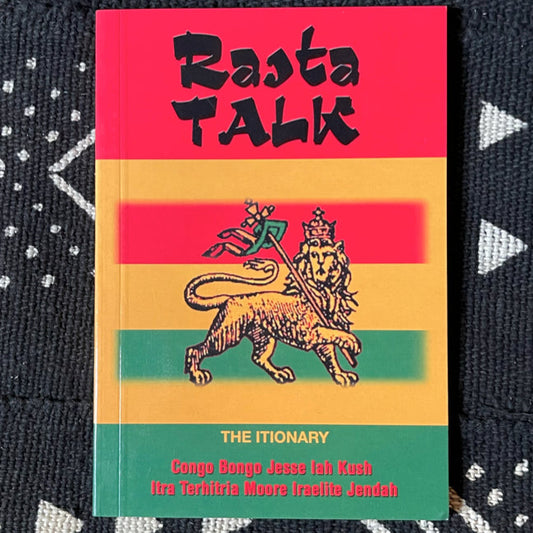 Rasta
TALK
THE ITIONARY
Congo Bongo Jesse Iah Kush
Itra Terhitria Moore Iraelite Jendah